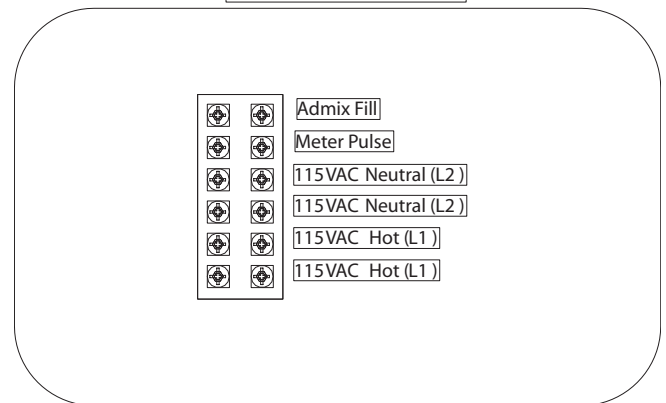 Admix Fill
Meter Pulse
115VAC Neutral (L2 )
115VAC Neutral (L2 )
115VAC Hot (L1 )
115VAC Hot (L1 )